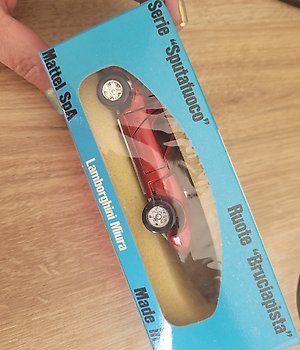 Serie "Sputafuoco"
Mattel SpA
Lamborghini Miura
Ruote "Bruciapista"
Made